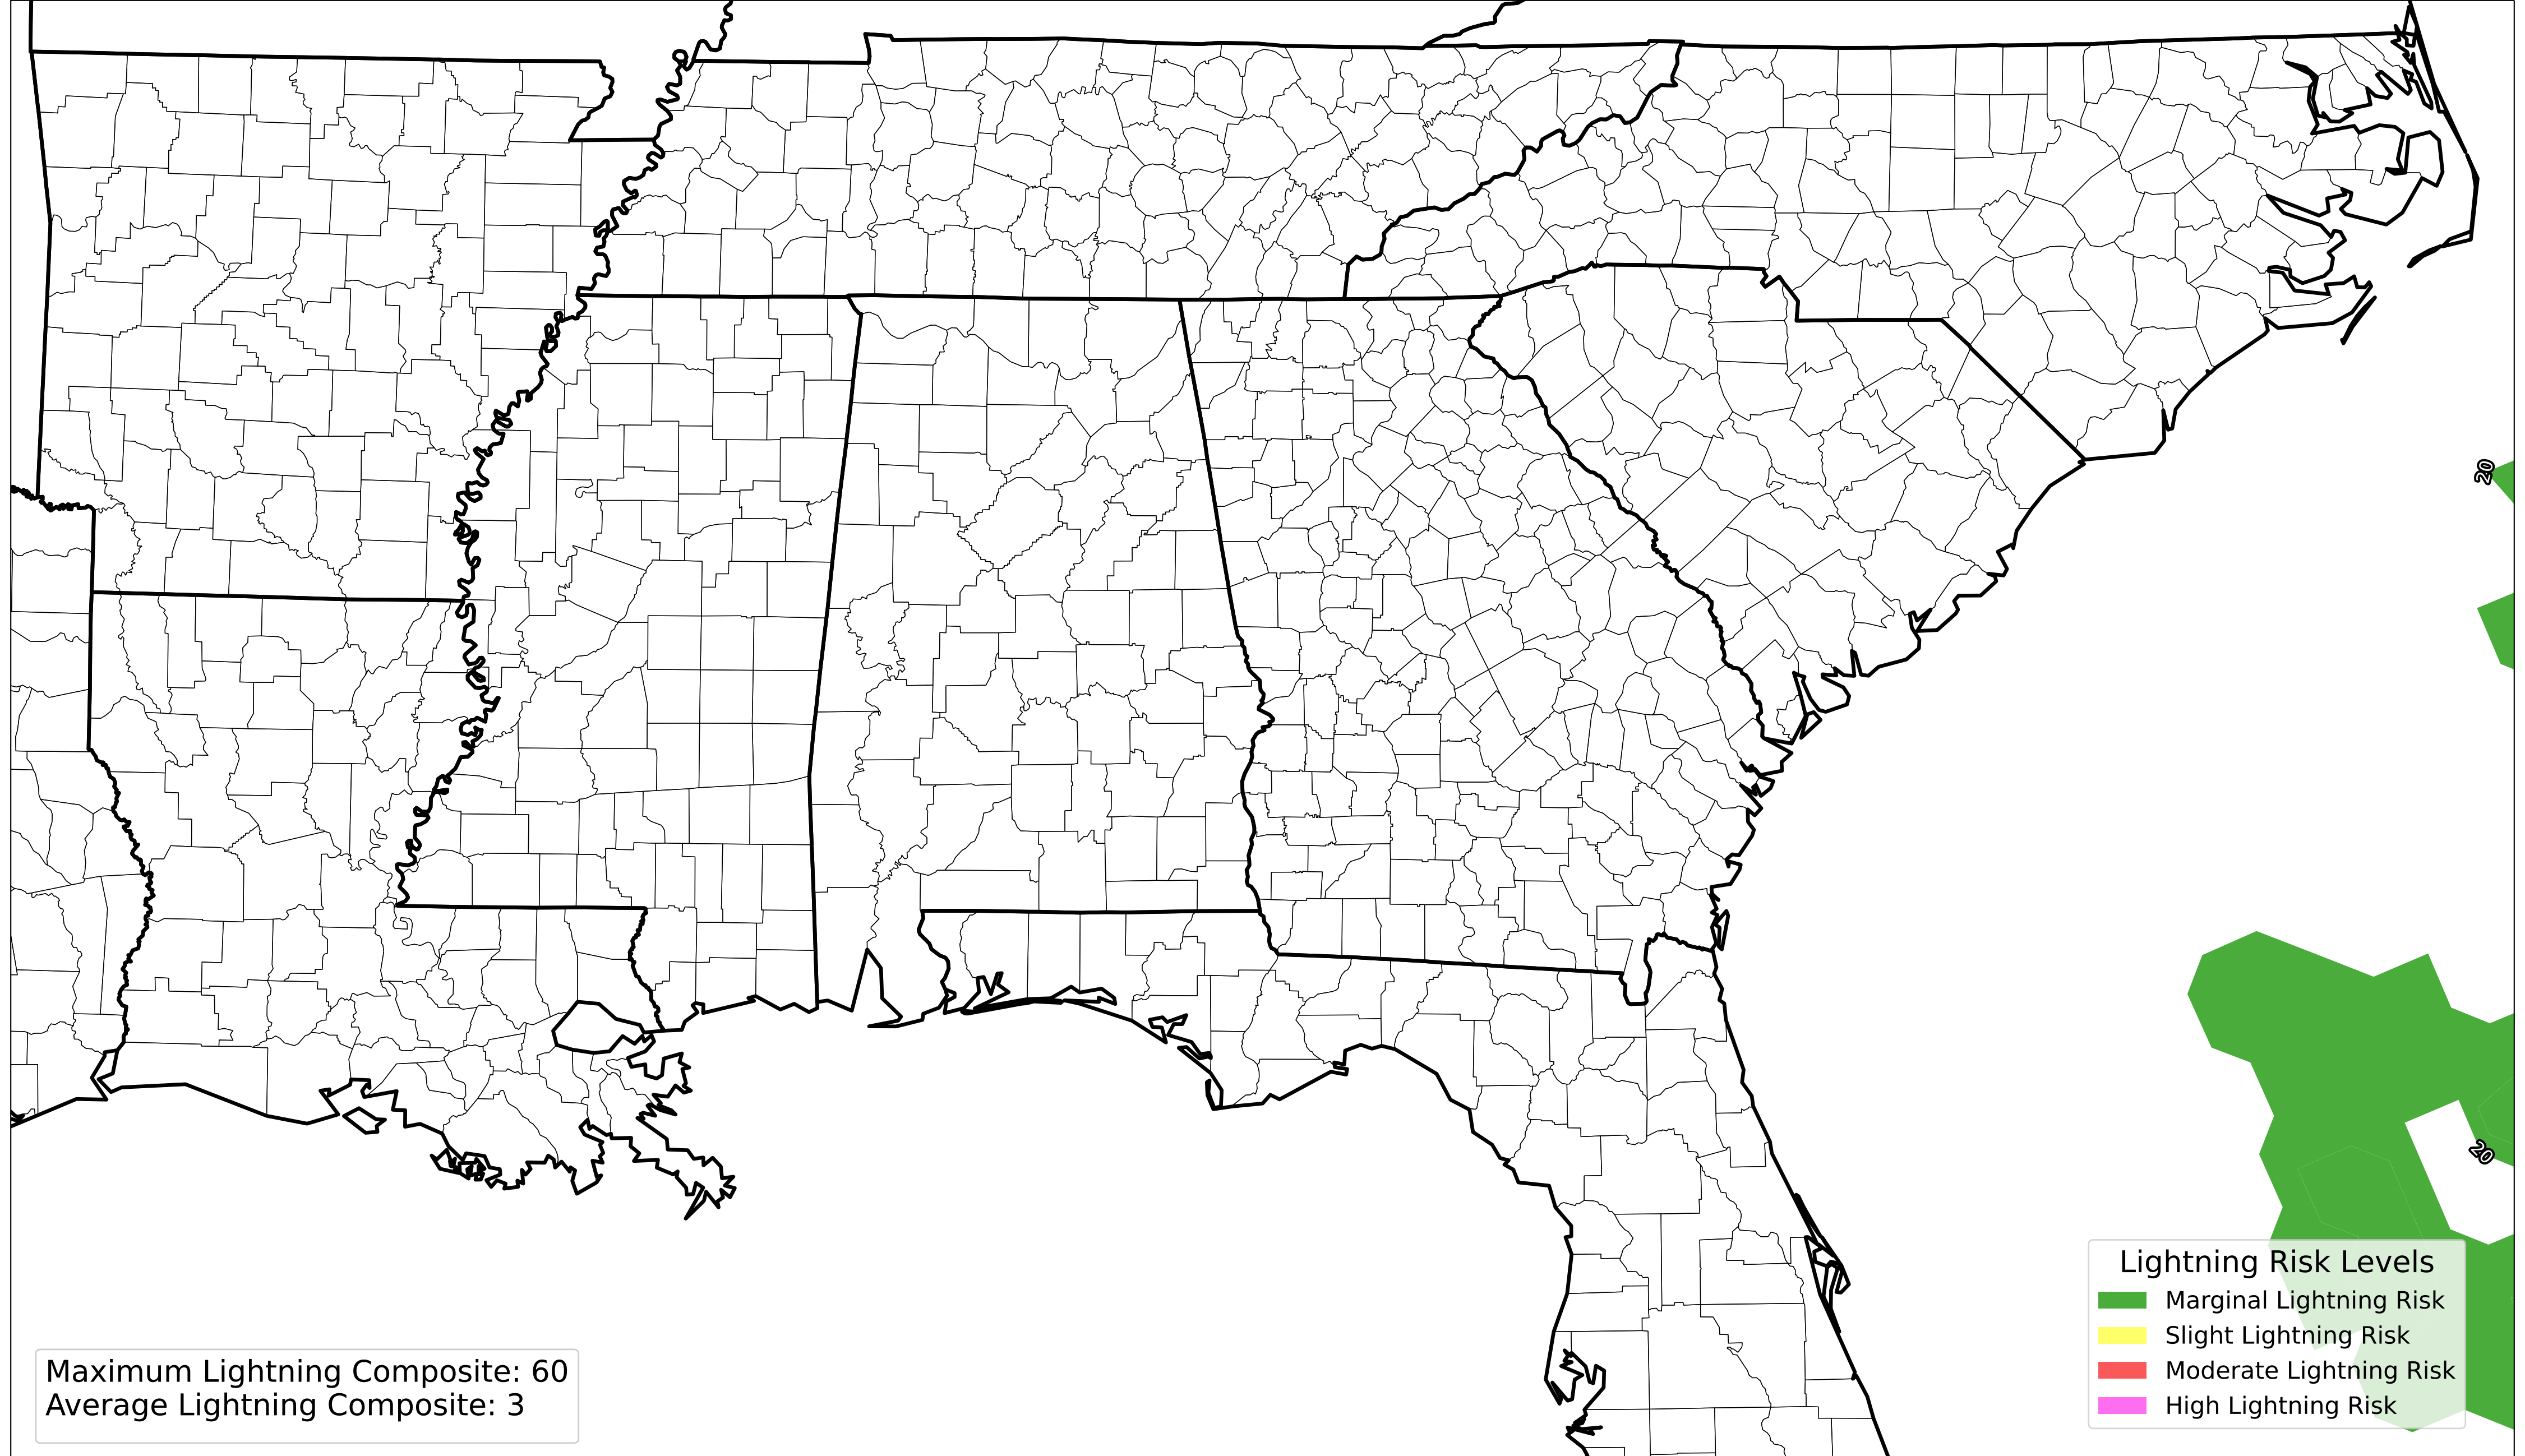 20
20
Lightning Risk Levels
Marginal Lightning Risk
Slight Lightning Risk
Moderate Lightning Risk
High Lightning Risk
Maximum Lightning Composite: 60
Average Lightning Composite: 3